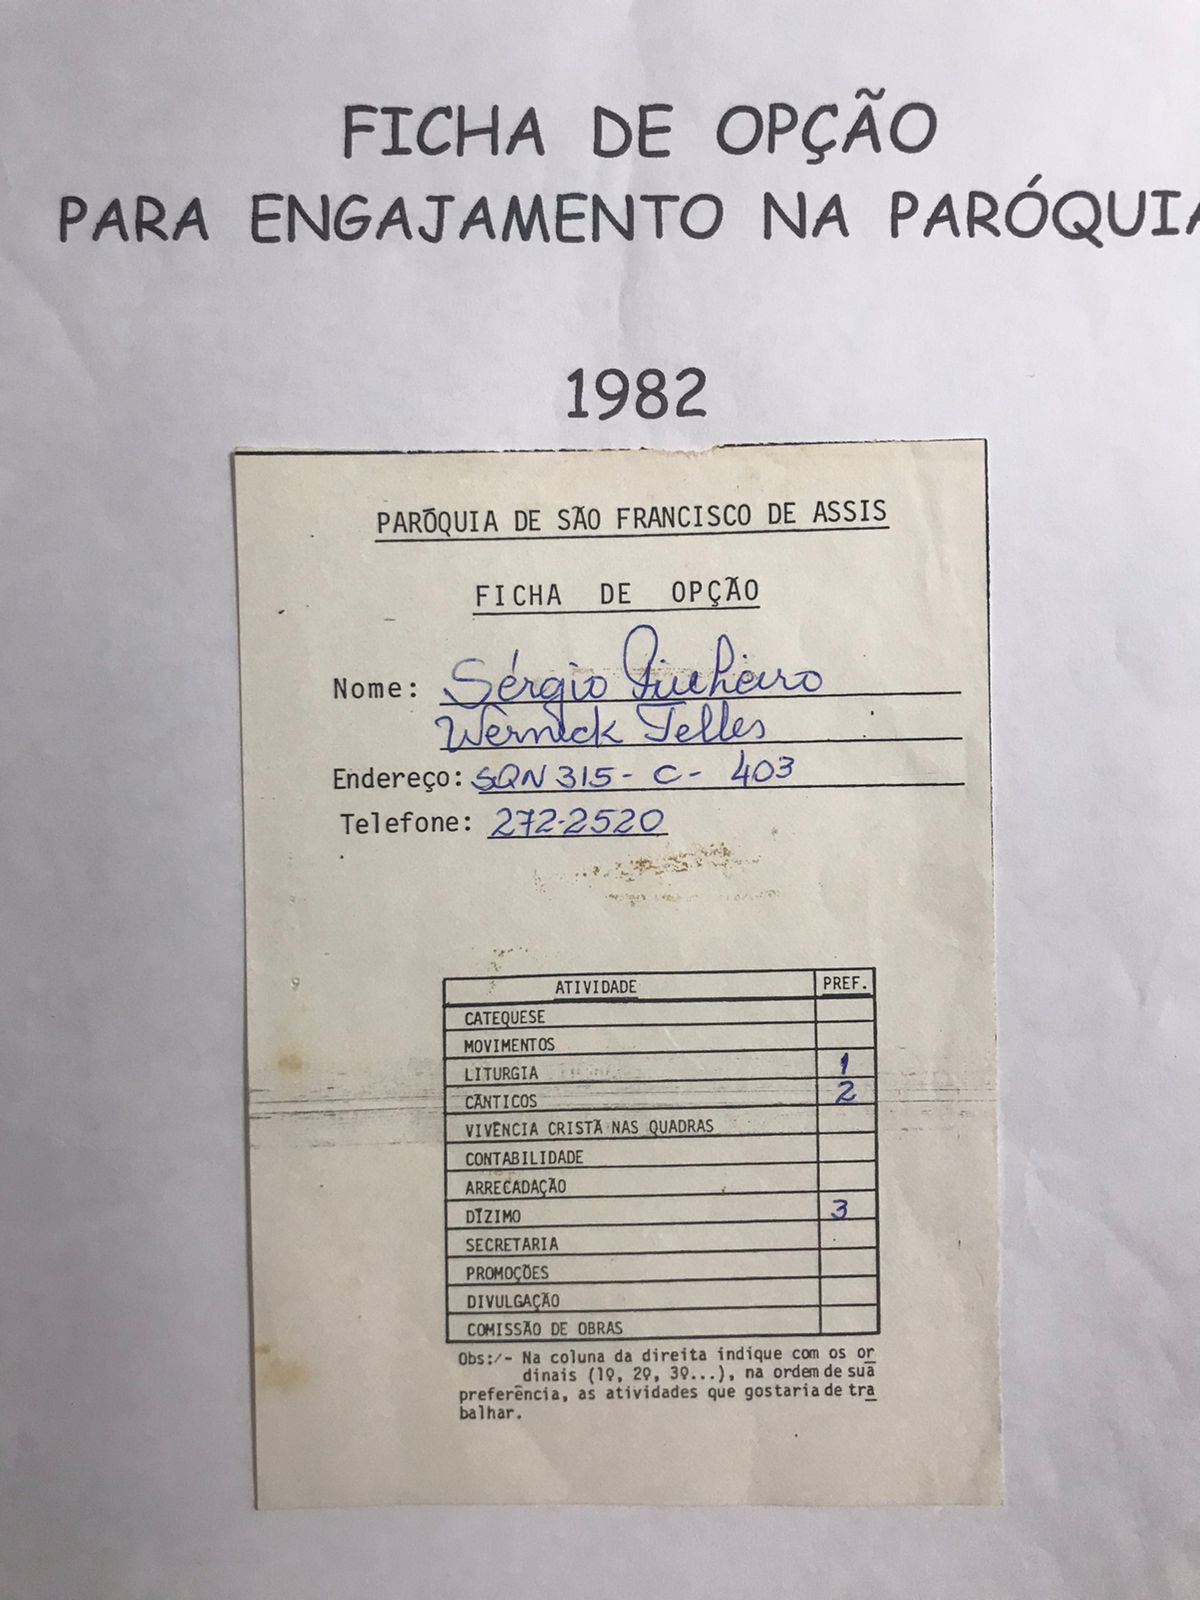 FICHA DE OPÇÃO
PARA ENGAJAMENTO NA PARÓQUIA
1982
PARÓQUIA DE SÃO FRANCISCO DE ASSIS
FICHA DE OPÇÃO
Nome: Sérgio Pinheiro
Wernick Telles
Endereço: SQN 315 - C - 403
Telefone: 272-2520
ATIVIDADE PREF.
CATEQUESE
MOVIMENTOS
LITURGIA 1
CÂNTICOS 2
VIVÊNCIA CRISTÃ NAS QUADRAS
CONTABILIDADE
ARRECADAÇÃO
DÍZIMO 3
SECRETARIA
PROMOÇÕES
DIVULGAÇÃO
COMISSÃO DE OBRAS
Obs:/- Na coluna da direita indique com os or
dinais (1º, 2º, 3º...), na ordem de sua
preferência, as atividades que gostaria de tra
balhar.